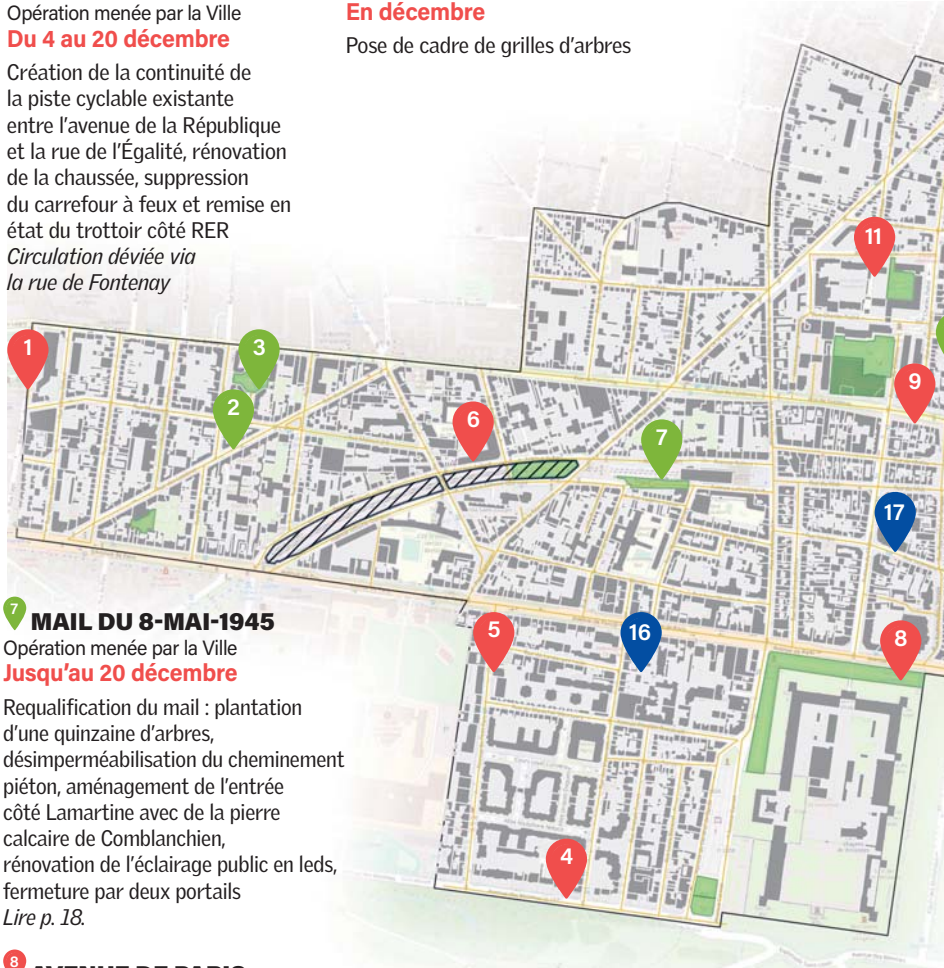 Opération menée par la Ville
Du 4 au 20 décembre
Création de la continuité de
la piste cyclable existante
entre l'avenue de la République
et la rue de l'Égalité, rénovation
de la chaussée, suppression
du carrefour à feux et remise en
état du trottoir côté RER
Circulation déviée via
la rue de Fontenay
En décembre
Pose de cadre de grilles d'arbres
1
3
2
6
7
11
9
17
5
16
8
4
7 MAIL DU 8-MAI-1945
Opération menée par la Ville
Jusqu'au 20 décembre
Requalification du mail : plantation
d'une quinzaine d'arbres,
désimperméabilisation du cheminement
piéton, aménagement de l'entrée
côté Lamartine avec de la pierre
calcaire de Comblanchien,
rénovation de l'éclairage public en leds,
fermeture par deux portails
Lire p. 18.
8 AVENUE DE PARIS